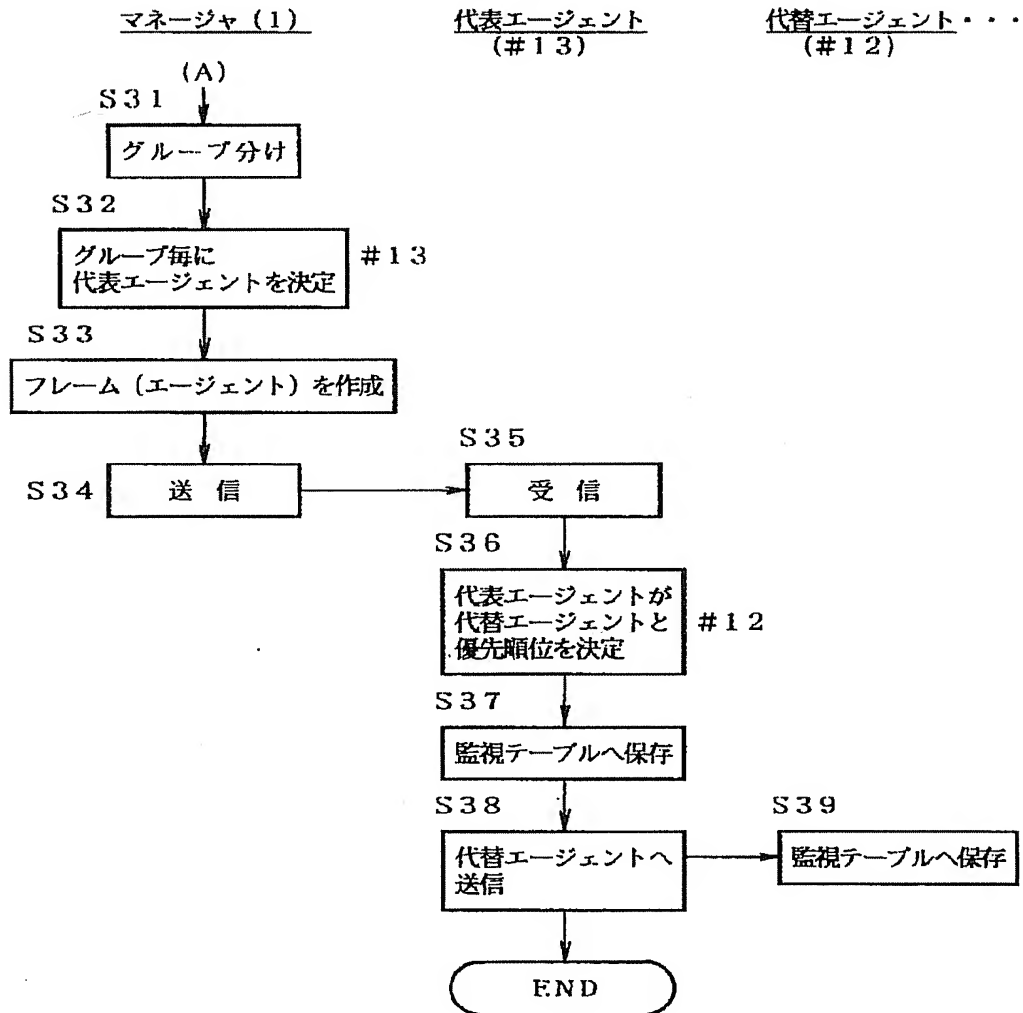 マネージャ（１） 代表エージェント 代替エージェント・・・
（＃１３） （＃１２）
（Ａ）
Ｓ３１
グループ分け
Ｓ３２
グループ毎に
代表エージェントを決定
＃１３
Ｓ３３
フレーム（エージェント）を作成
Ｓ３４
送 信
Ｓ３５
受 信
Ｓ３６
代表エージェントが
代替エージェントと
優先順位を決定
＃１２
Ｓ３７
監視テーブルへ保存
Ｓ３８
代替エージェントへ
送信
Ｓ３９
監視テーブルへ保存
ＥＮＤ